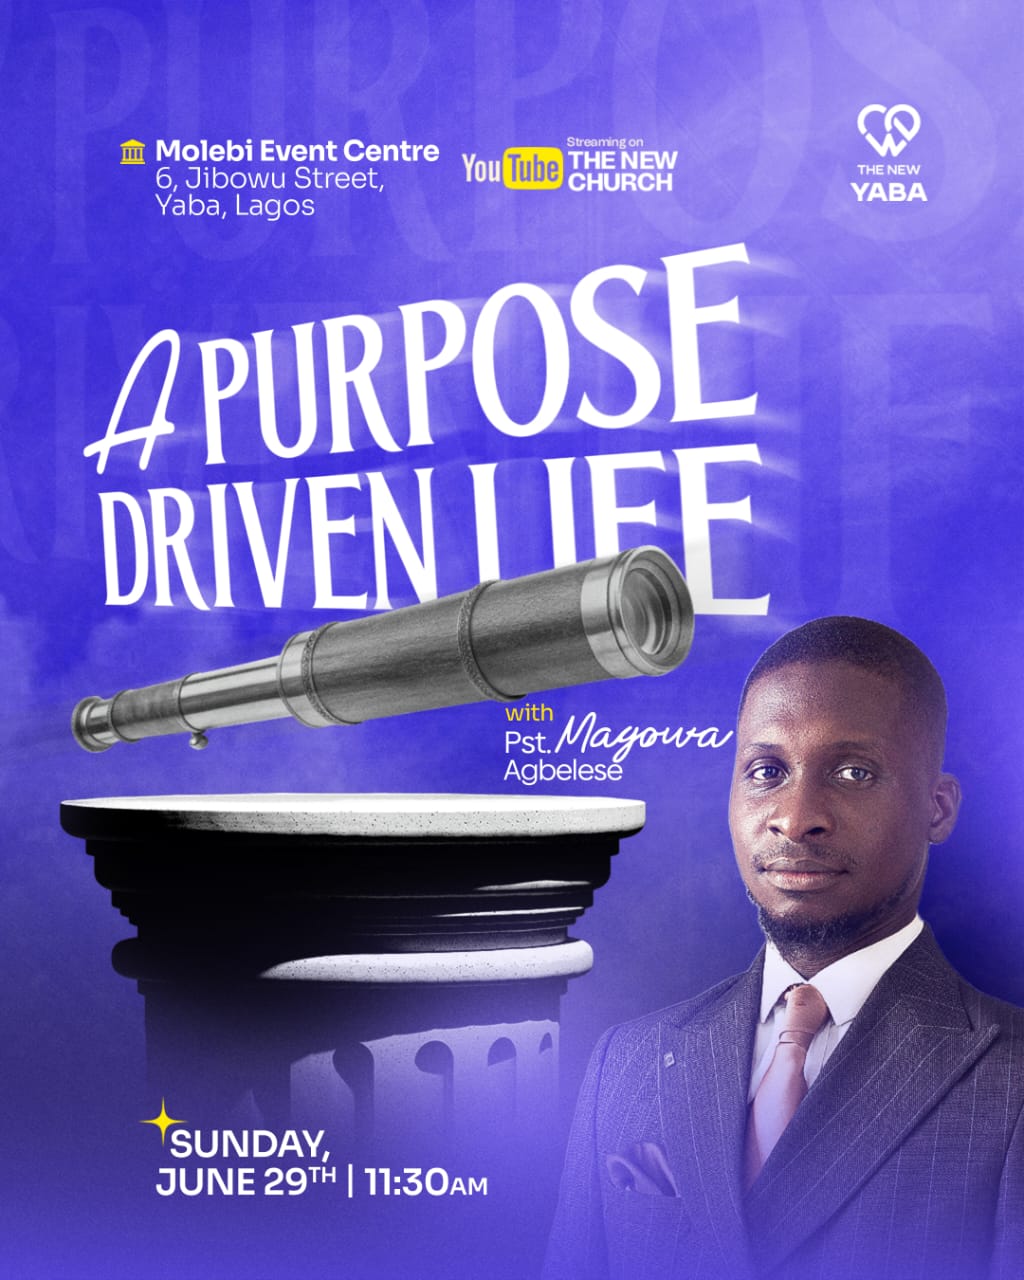 Molebi Event Centre
6, Jibowu Street,
Yaba, Lagos
YouTube
Streaming on
THE NEW
CHURCH
THE NEW
YABA
A PURPOSE
DRIVEN LIFE
with
Pst. Magowa
Agbelese
SUNDAY,
JUNE 29TH | 11:30AM